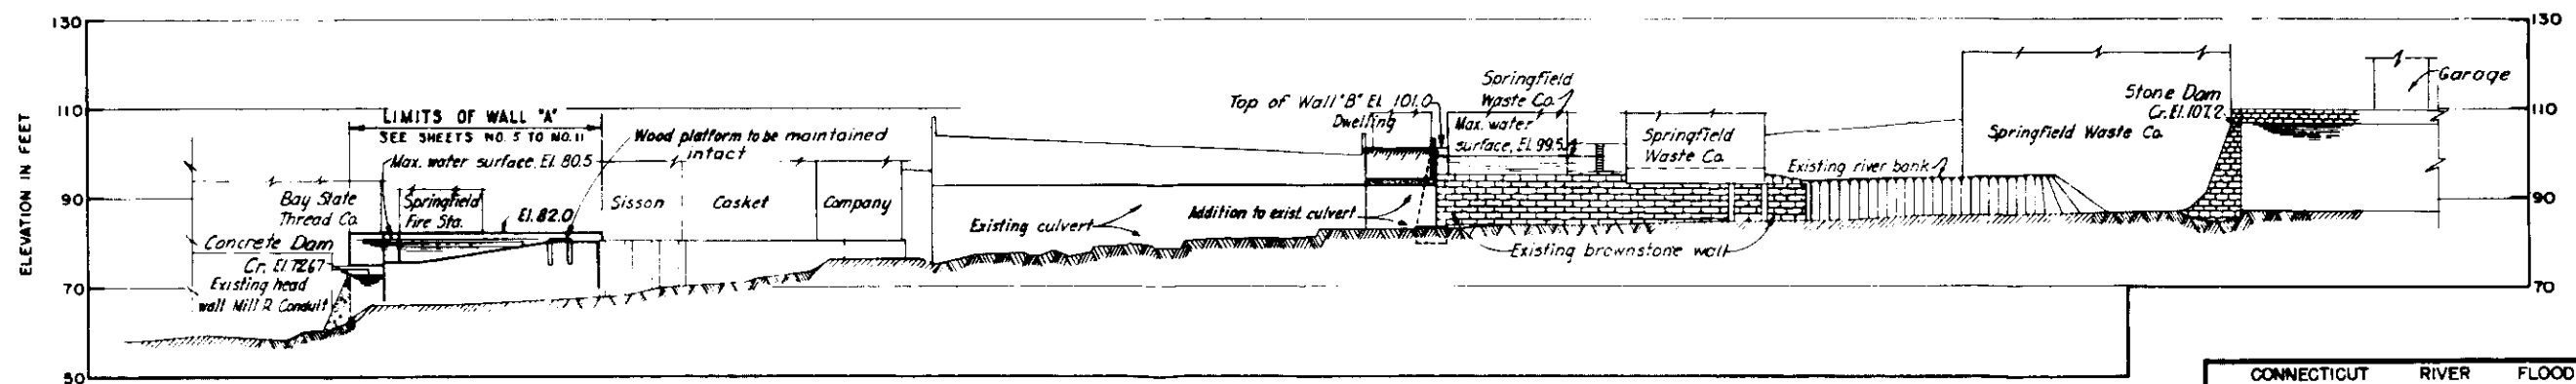 130
110
90
70
50
ELEVATION IN FEET
LIMITS OF WALL "A"
SEE SHEETS NO. 5 TO NO. 11
Max. water surface, El. 80.5
Wood platform to be maintained
intact
Bay State
Thread Co.
Springfield
Fire Sta.
El. 82.0
Concrete Dam
Cr. El. 72.67
Existing head
wall Mill R. Conduit
Sisson
Casket
Company
Existing culvert
Addition to exist. culvert
Top of Wall "B" El. 101.0
Dwelling
Springfield
Waste Co.
Max. water
surface, El. 99.5
Springfield
Waste Co.
Existing brownstone wall
Existing river bank
Springfield Waste Co.
Stone Dam
Cr. El. 107.2
Garage
130
110
90
70
CONNECTICUT RIVER FLOOD